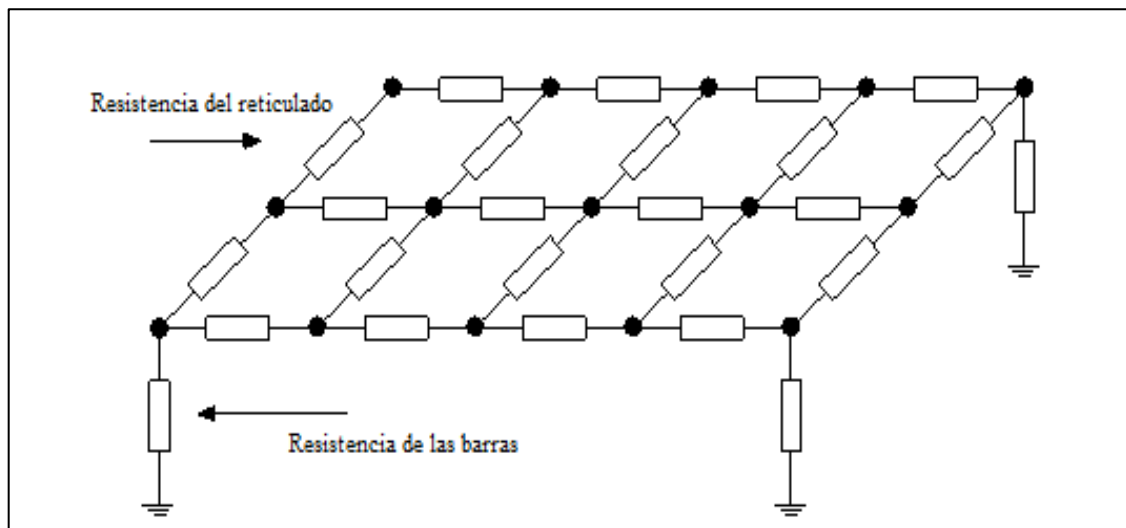 Resistencia del reticulado
Resistencia de las barras